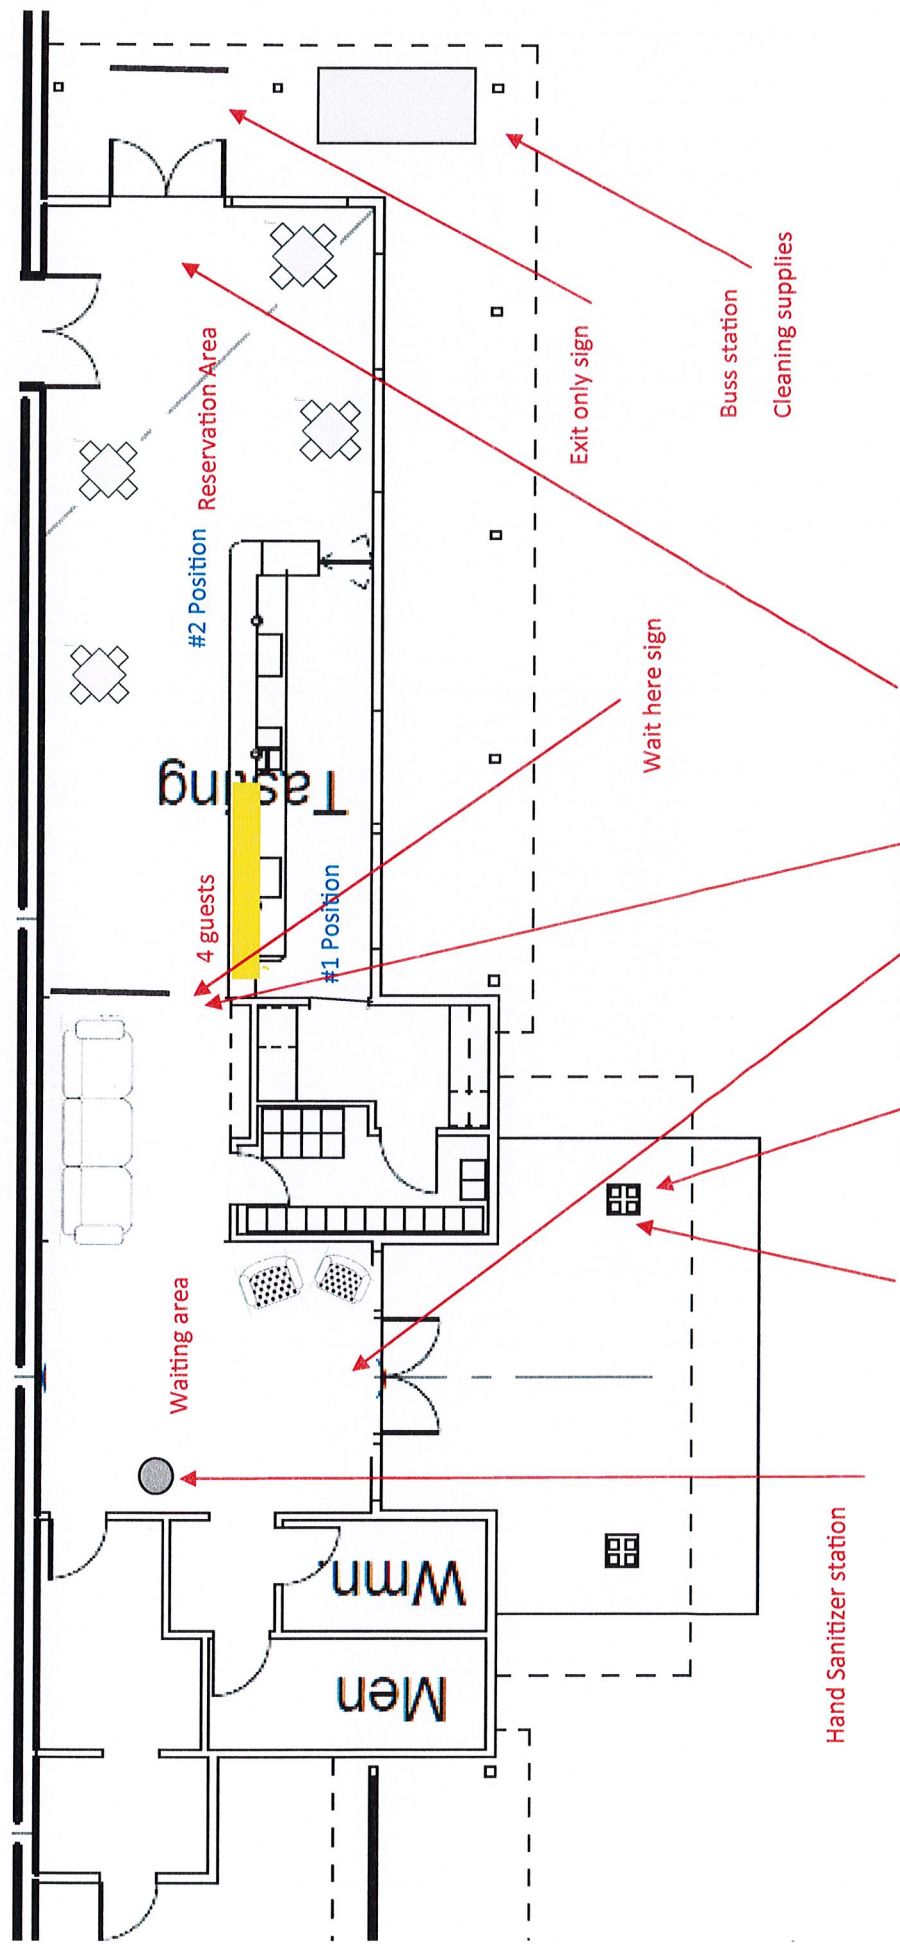 Exit only sign
Buss station
Cleaning supplies
Reservation Area
#2 Position
Wait here sign
Tasting
4 guests
#1 Position
Waiting area
Hand Sanitizer station
Wmn
Men